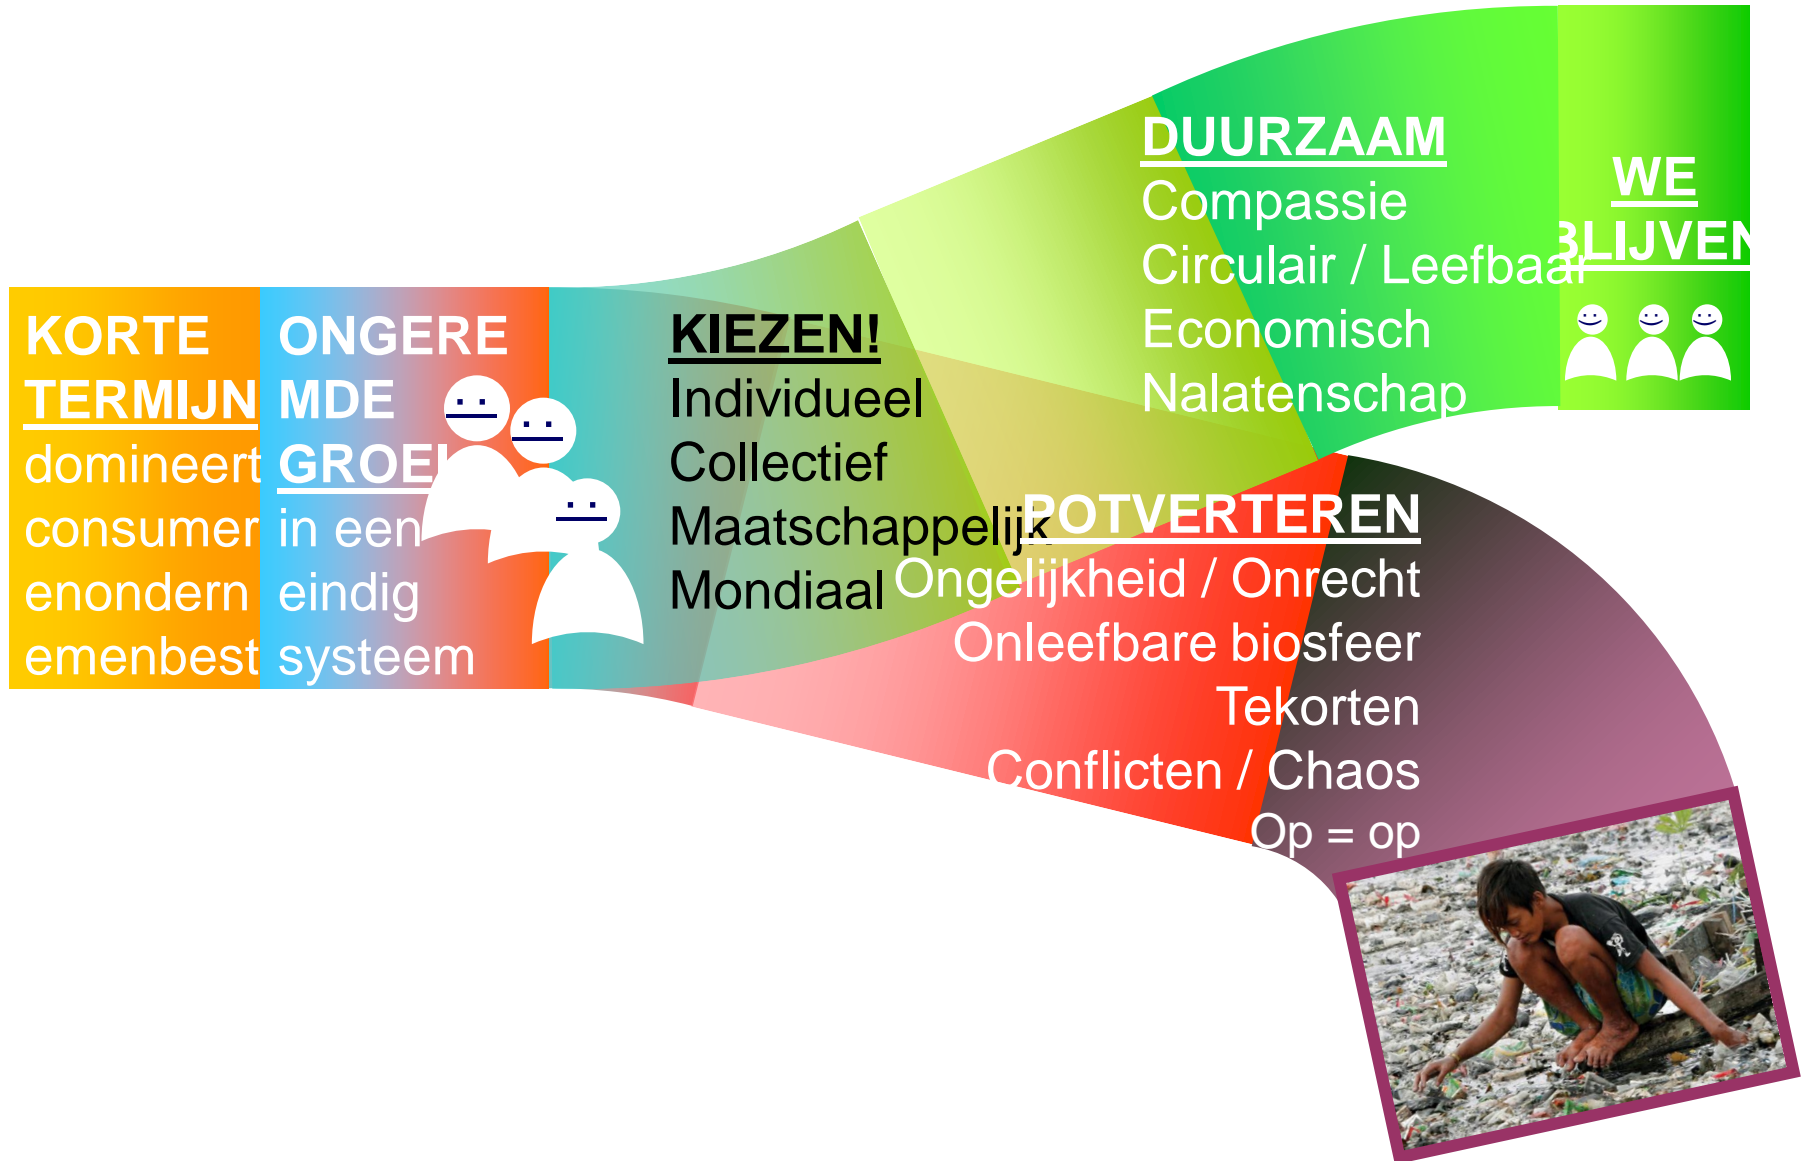 KORTE
TERMIJN
domineert
consumer
enondern
emenbest
ONGERE
MDE
GROEI
in een
eindig
systeem
KIEZEN!
Individueel
Collectief
Maatschappelijk
Mondiaal
DUURZAAM
Compassie
Circulair / Leefbaar
Economisch
Nalatenschap
WE
BLIJVEN
POTVERTEREN
Ongelijkheid / Onrecht
Onleefbare biosfeer
Tekorten
Conflicten / Chaos
Op = op